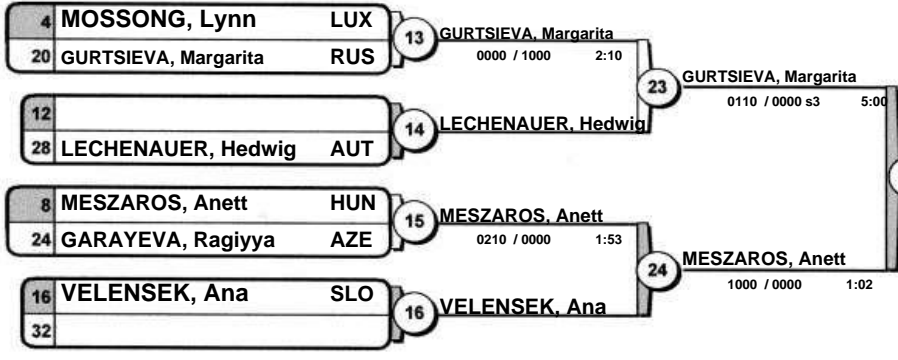 4 MOSSONG, Lynn LUX
20 GURTSIEVA, Margarita RUS
13
GURTSIEVA, Margarita
0000 / 1000 2:10
12
28 LECHENAUER, Hedwig AUT
14
LECHENAUER, Hedwig
23
GURTSIEVA, Margarita
0110 / 0000 s3 5:00
8 MESZAROS, Anett HUN
24 GARAYEVA, Ragiyya AZE
15
MESZAROS, Anett
0210 / 0000 1:53
16 VELENSEK, Ana SLO
32
16
VELENSEK, Ana
24
MESZAROS, Anett
1000 / 0000 1:02